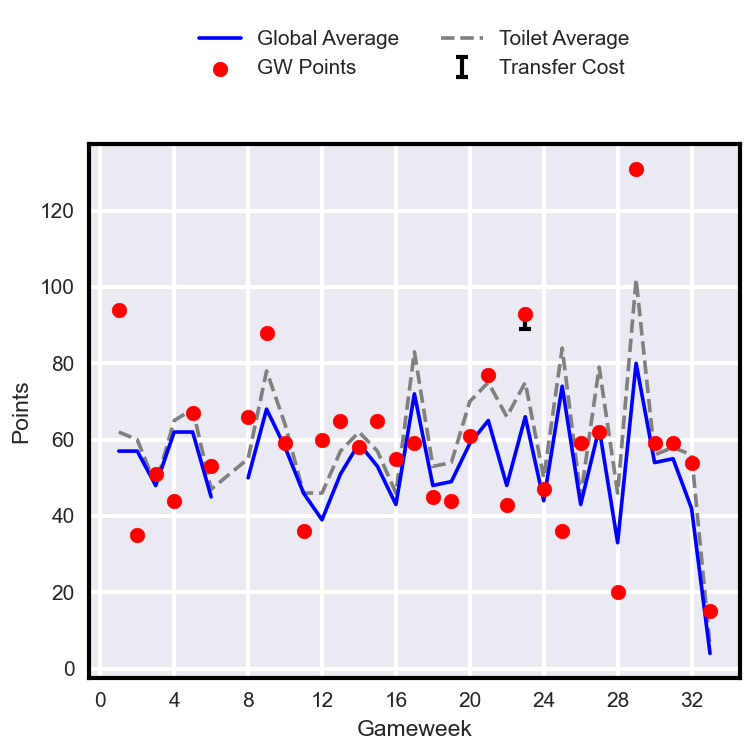 Global Average
Toilet Average
GW Points
Transfer Cost
120
100
80
60
40
20
0
Points
0 4 8 12 16 20 24 28 32
Gameweek